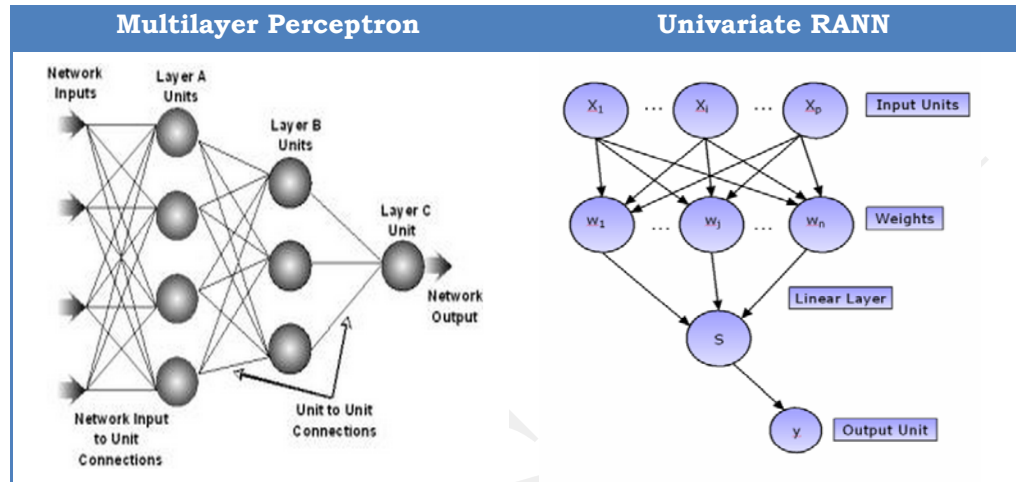 Multilayer Perceptron
Univariate RANN
Network
Inputs
Layer A
Units
Layer B
Units
Layer C
Unit
Network
Output
Unit to Unit
Connections
Network Input
to Unit
Connections
X1 ... Xi ... Xp
Input Units
w1 ... wj ... wn
Weights
Linear Layer
S
y
Output Unit